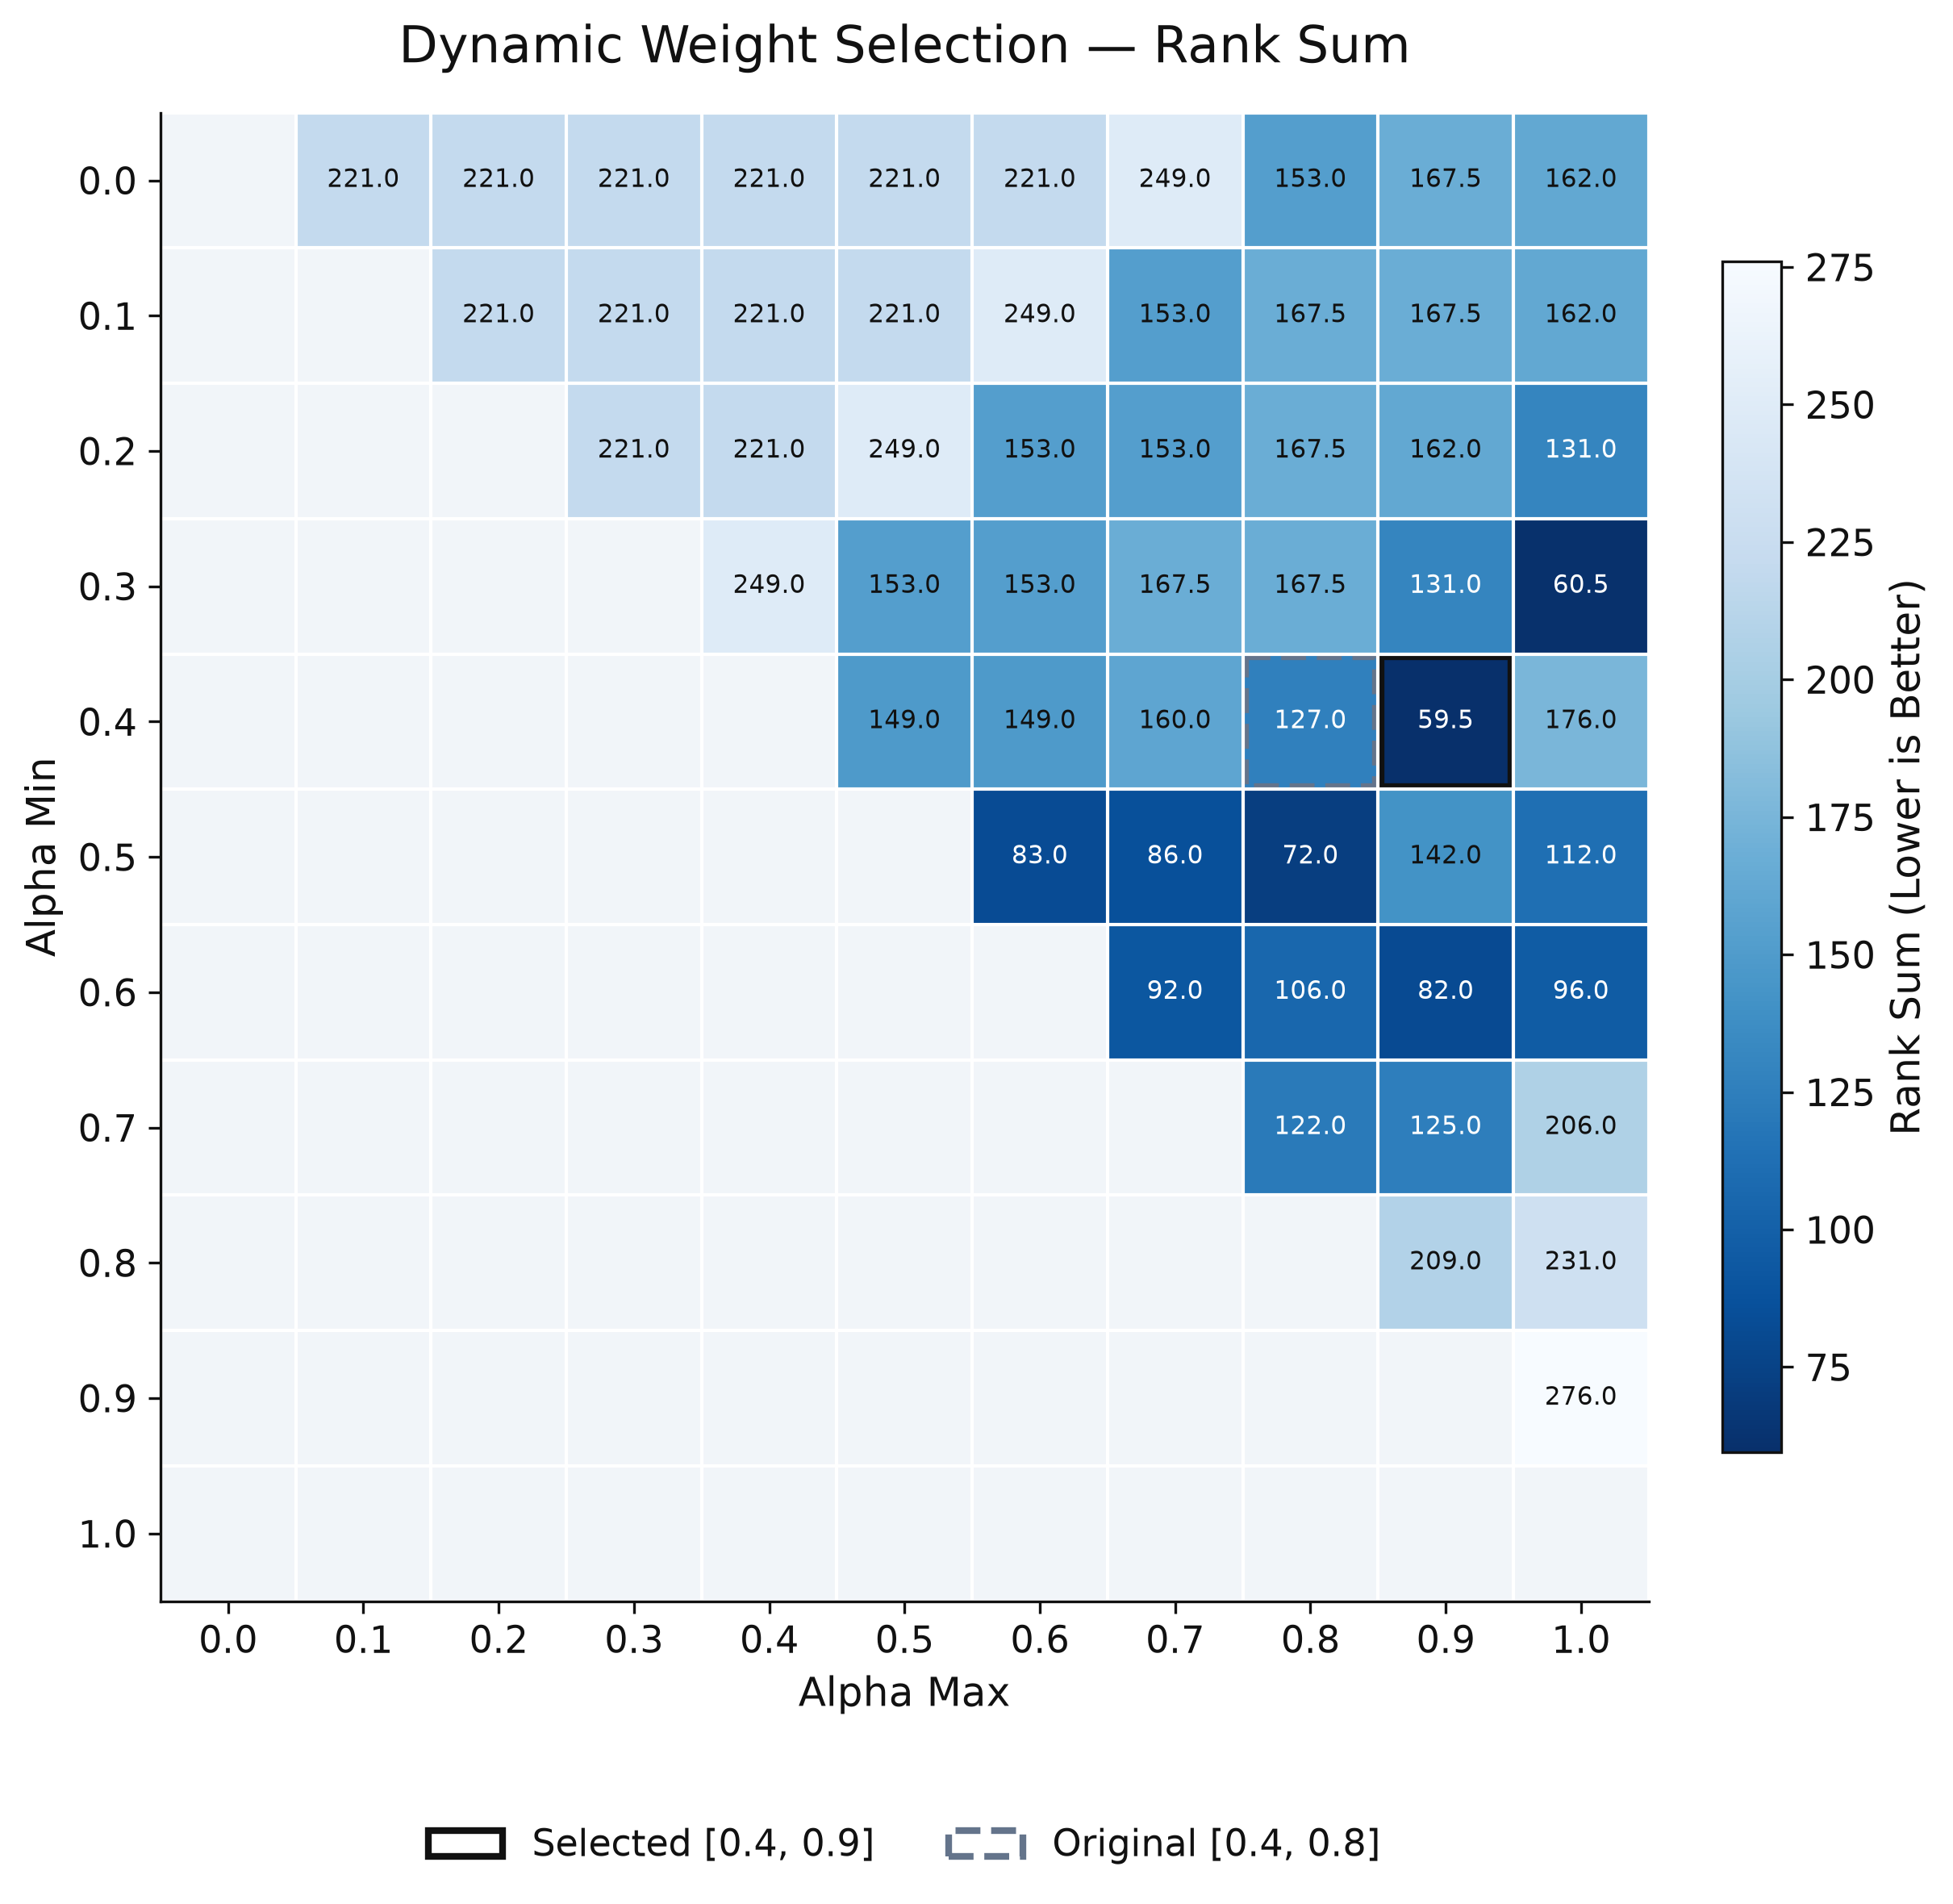 Dynamic Weight Selection — Rank Sum
0.0 221.0 221.0 221.0 221.0 221.0 221.0 249.0 153.0 167.5 162.0
0.1 221.0 221.0 221.0 221.0 249.0 153.0 167.5 167.5 162.0
0.2 221.0 221.0 249.0 153.0 153.0 167.5 162.0 131.0
0.3 249.0 153.0 153.0 167.5 167.5 131.0 60.5
0.4 149.0 149.0 160.0 127.0 59.5 176.0
0.5 83.0 86.0 72.0 142.0 112.0
0.6 92.0 106.0 82.0 96.0
0.7 122.0 125.0 206.0
0.8 209.0 231.0
0.9 276.0
1.0
Alpha Min
0.0 0.1 0.2 0.3 0.4 0.5 0.6 0.7 0.8 0.9 1.0
Alpha Max
275
250
225
200
175
150
125
100
75
Rank Sum (Lower is Better)
Selected [0.4, 0.9] Original [0.4, 0.8]